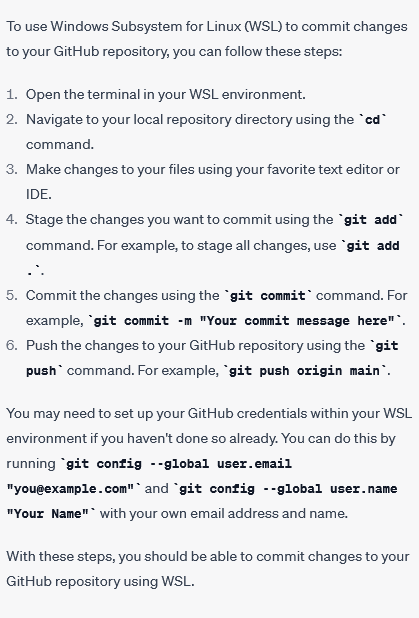 To use Windows Subsystem for Linux (WSL) to commit changes
to your GitHub repository, you can follow these steps:
1. Open the terminal in your WSL environment.
2. Navigate to your local repository directory using the `cd`
command.
3. Make changes to your files using your favorite text editor or
IDE.
4. Stage the changes you want to commit using the `git add`
command. For example, to stage all changes, use `git add
.`.
5. Commit the changes using the `git commit` command. For
example, `git commit -m "Your commit message here"`.
6. Push the changes to your GitHub repository using the `git
push` command. For example, `git push origin main`.
You may need to set up your GitHub credentials within your WSL
environment if you haven't done so already. You can do this by
running `git config --global user.email
"you@example.com"` and `git config --global user.name
"Your Name"` with your own email address and name.
With these steps, you should be able to commit changes to your
GitHub repository using WSL.